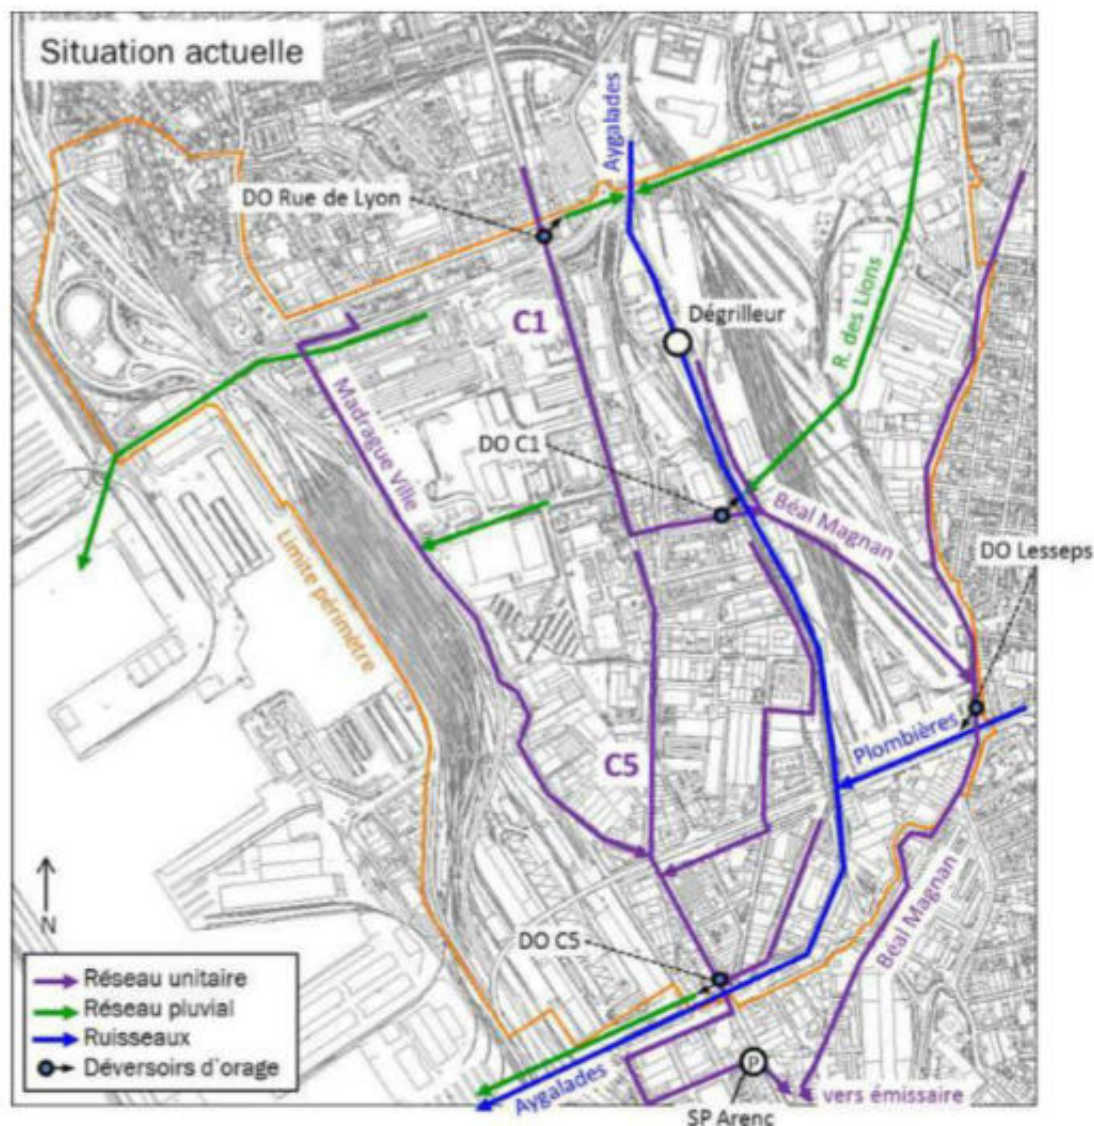 Situation actuelle
Aygalades
DO Rue de Lyon
C1
Dégrilleur
R. des Lions
Madrague Ville
DO C1
Béal Magnan
DO Lesseps
Limite périmètre
Plombières
C5
N
Béal Magnan
DO C5
Réseau unitaire
Réseau pluvial
Ruisseaux
Déversoirs d'orage
Aygalades
P
SP Arenc
vers émissaire